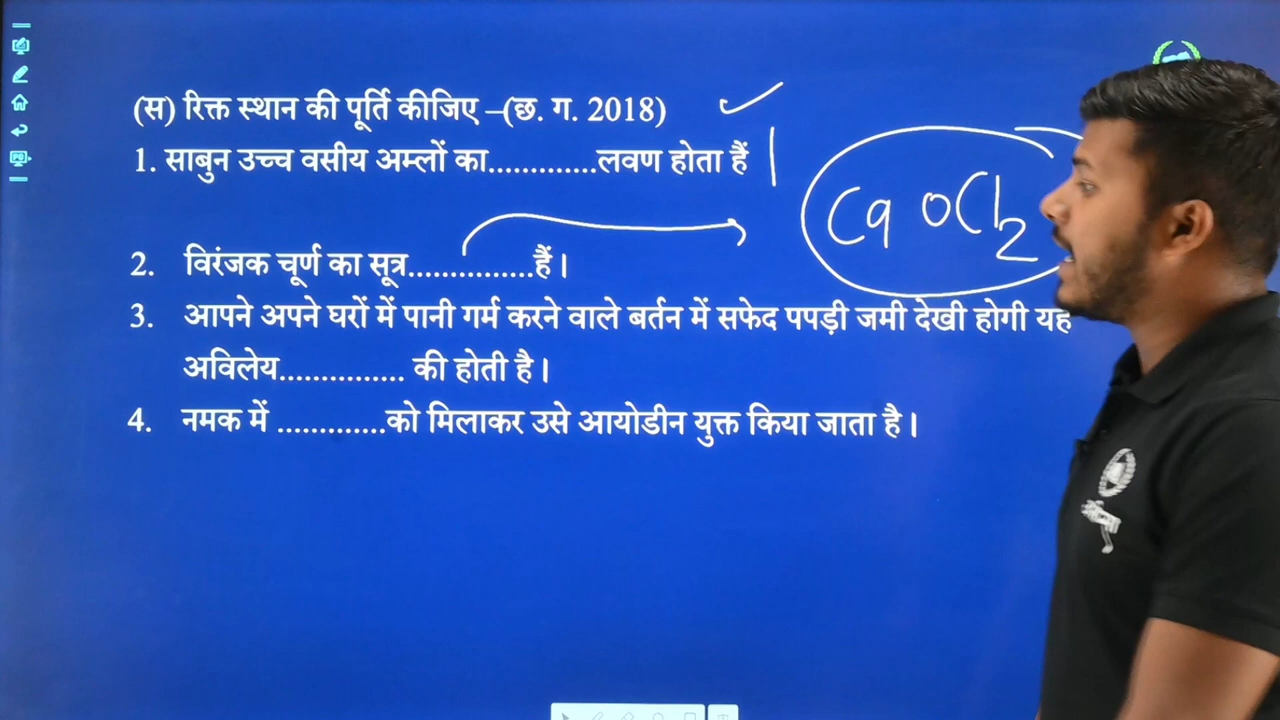 (स) रिक्त स्थान की पूर्ति कीजिए –(छ. ग. 2018)
1. साबुन उच्च वसीय अम्लों का.............लवण होता हैं
CaOCl2
2. विरंजक चूर्ण का सूत्र...............हैं।
3. आपने अपने घरों में पानी गर्म करने वाले बर्तन में सफेद पपड़ी जमी देखी होगी यह
अविलेय............... की होती है।
4. नमक में .............को मिलाकर उसे आयोडीन युक्त किया जाता है।